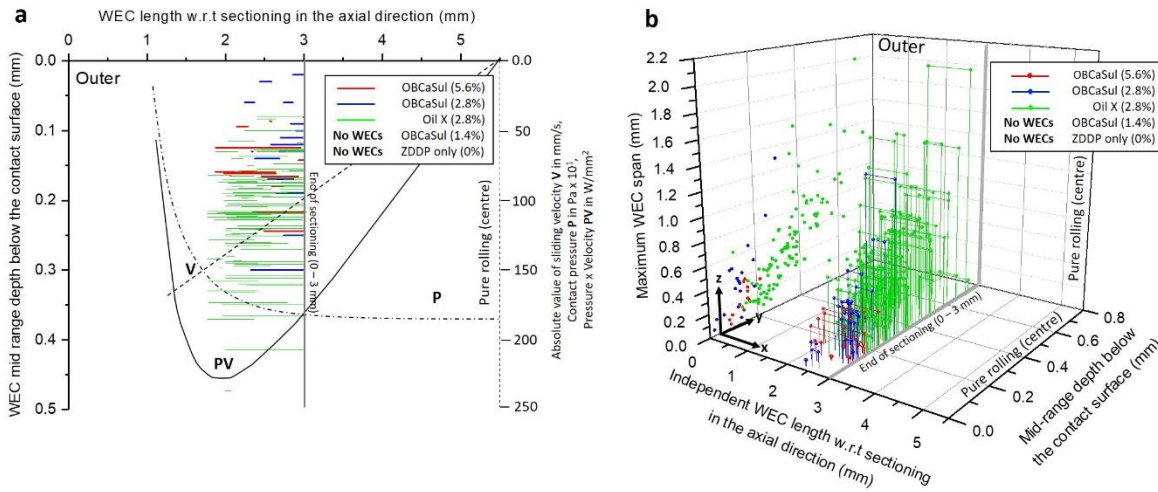 a
WEC length w.r.t sectioning in the axial direction (mm)
0 1 2 3 4 5
WEC mid range depth below the contact surface (mm)
0.0
0.1
0.2
0.3
0.4
0.5
Outer
OBCaSul (5.6%)
OBCaSul (2.8%)
Oil X (2.8%)
No WECs OBCaSul (1.4%)
No WECs ZDDP only (0%)
End of sectioning (0 – 3 mm)
V
PV
P
Pure rolling (centre)
0.0
50
100
150
200
250
Absolute value of sliding velocity V in mm/s,
Contact pressure P in Pa x 10¹,
Pressure x Velocity PV in W/mm²
b
Outer
OBCaSul (5.6%)
OBCaSul (2.8%)
Oil X (2.8%)
No WECs OBCaSul (1.4%)
No WECs ZDDP only (0%)
Maximum WEC span (mm)
2.2
2.0
1.8
1.6
1.4
1.2
1.0
0.8
0.6
0.4
0.2
0.0
z
y
x
End of sectioning (0 – 3 mm)
Pure rolling (centre)
Pure rolling (centre)
0 1 2 3 4 5
Independent WEC length w.r.t sectioning
in the axial direction (mm)
0.0
0.2
0.4
0.6
0.8
Mid-range depth below
the contact surface (mm)